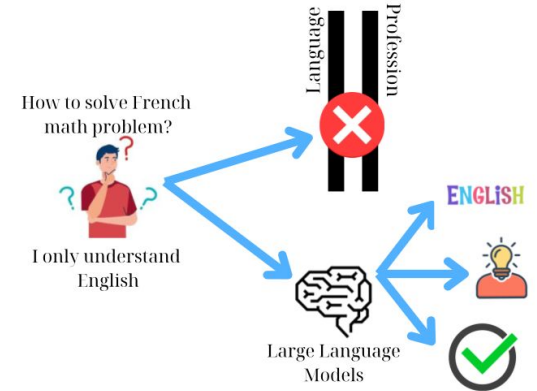 Language
Profession
How to solve French
math problem?
ENGLiSH
I only understand
English
Large Language
Models